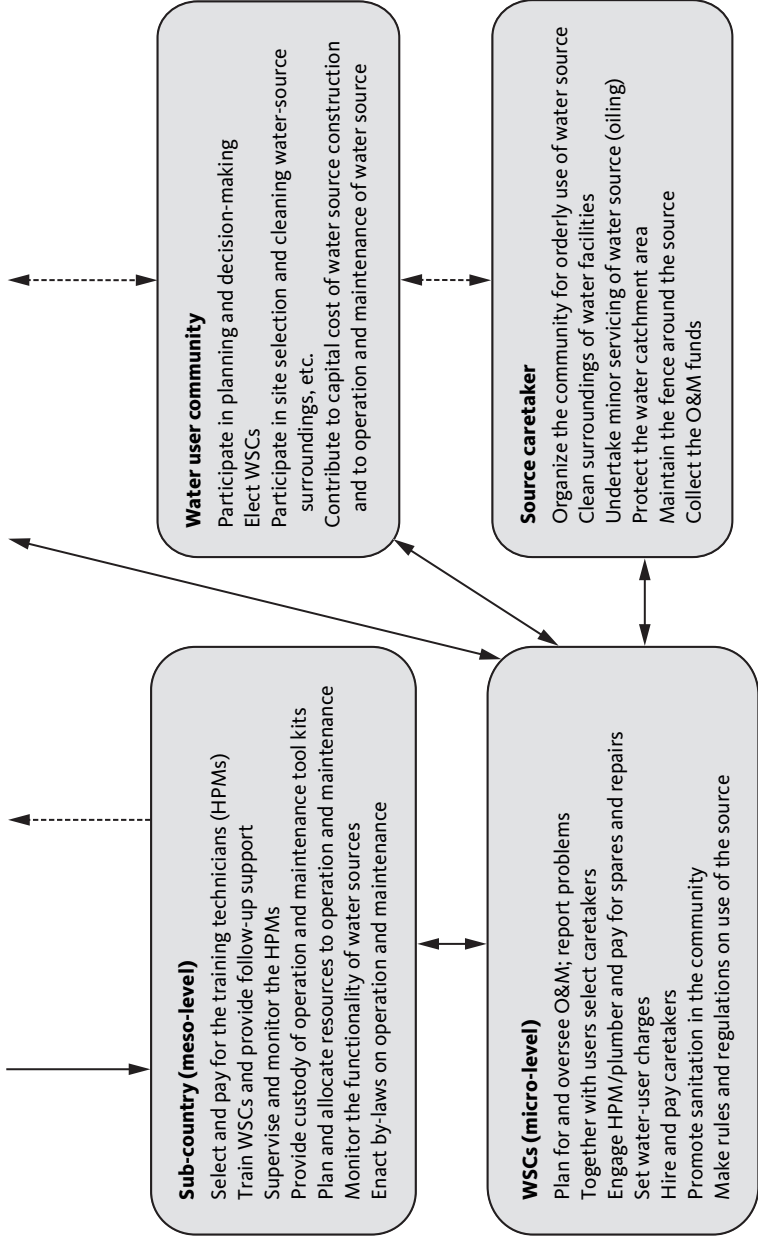 Sub-country (meso-level)
Select and pay for the training technicians (HPMs)
Train WSCs and provide follow-up support
Supervise and monitor the HPMs
Provide custody of operation and maintenance tool kits
Plan and allocate resources to operation and maintenance
Monitor the functionality of water sources
Enact by-laws on operation and maintenance
Water user community
Participate in planning and decision-making
Elect WSCs
Participate in site selection and cleaning water-source
surroundings, etc.
Contribute to capital cost of water source construction
and to operation and maintenance of water source
WSCs (micro-level)
Plan for and oversee O&M; report problems
Together with users select caretakers
Engage HPM/plumber and pay for spares and repairs
Set water-user charges
Hire and pay caretakers
Promote sanitation in the community
Make rules and regulations on use of the source
Source caretaker
Organize the community for orderly use of water source
Clean surroundings of water facilities
Undertake minor servicing of water source (oiling)
Protect the water catchment area
Maintain the fence around the source
Collect the O&M funds